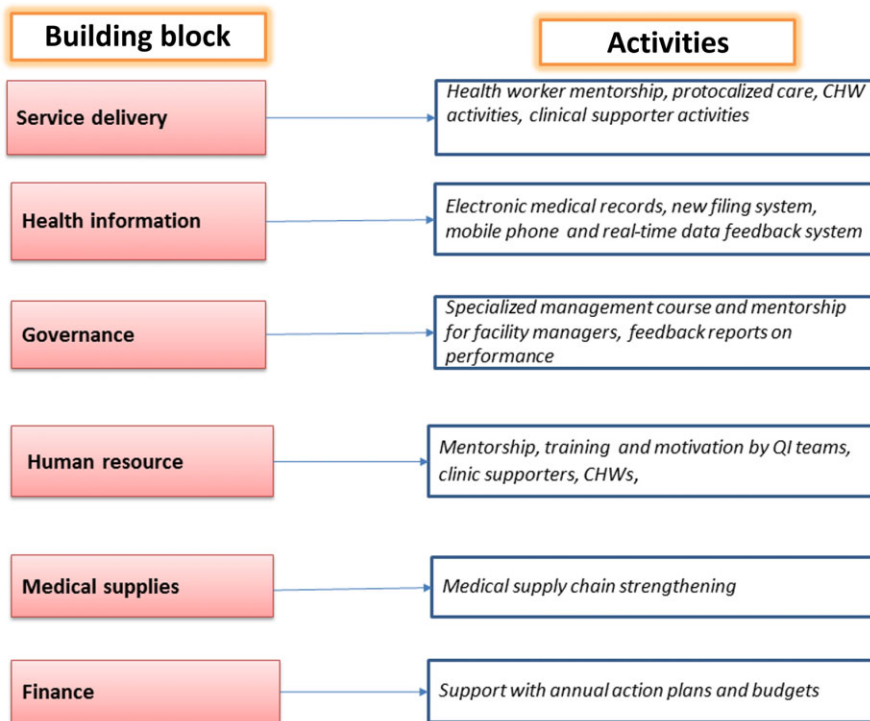 Building block
Activities
Service delivery
Health worker mentorship, protocalized care, CHW
activities, clinical supporter activities
Health information
Electronic medical records, new filing system,
mobile phone and real-time data feedback system
Governance
Specialized management course and mentorship
for facility managers, feedback reports on
performance
Human resource
Mentorship, training and motivation by QI teams,
clinic supporters, CHWs,
Medical supplies
Medical supply chain strengthening
Finance
Support with annual action plans and budgets